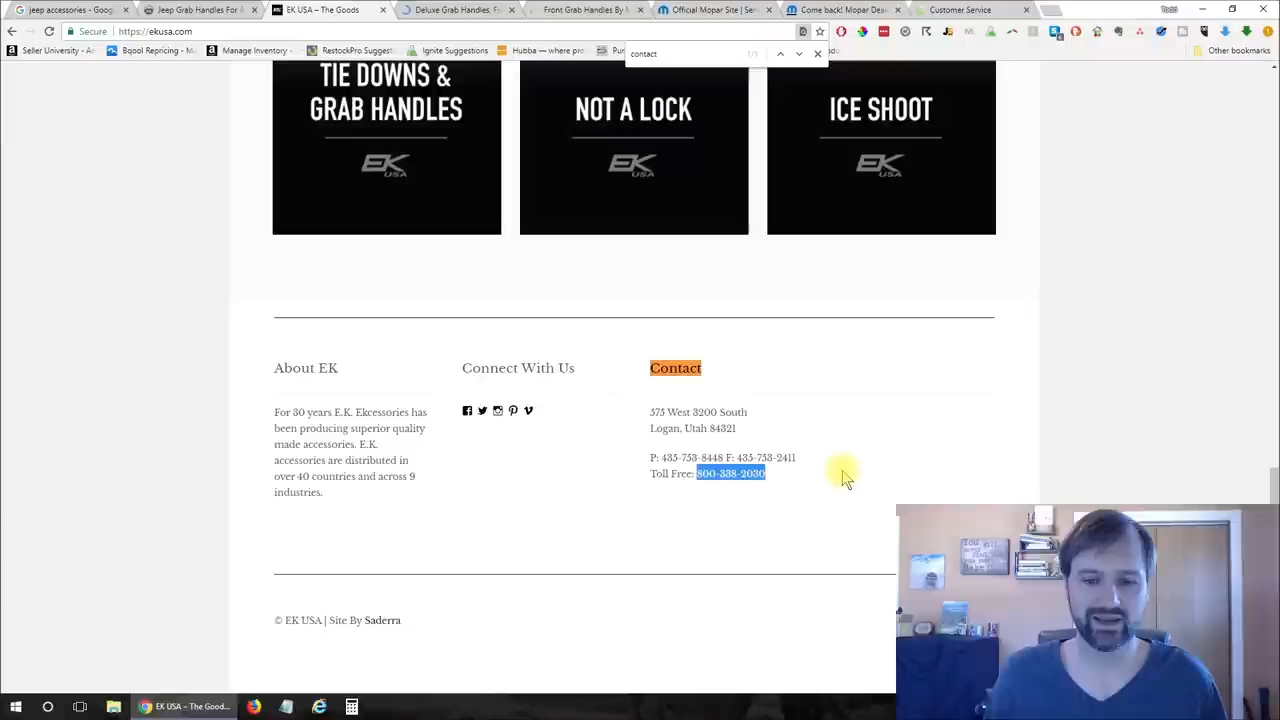 jeep accessories - Goog
Jeep Grab Handles For A
EK USA – The Goods
Deluxe Grab Handles, Fo
Front Grab Handles By M
Official Mopar Site | Ser
Come back! Mopar Dea
Customer Service
Todd
Secure
https://ekusa.com
Seller University - Am
Bqool Repricing - M
Manage Inventory
RestockPro Suggest
Ignite Suggestions
Hubba — where pro
Other bookmarks
contact
1/1
TIE DOWNS &
GRAB HANDLES
EK
USA
NOT A LOCK
EK
USA
ICE SHOOT
EK
USA
About EK
For 30 years E.K. Ekcessories has
been producing superior quality
made accessories. E.K.
accessories are distributed in
over 40 countries and across 9
industries.
Connect With Us
Contact
575 West 3200 South
Logan, Utah 84321
P: 435-753-8448 F: 435-753-2411
Toll Free: 800-338-2030
© EK USA | Site By Saderra
EK USA – The Good...